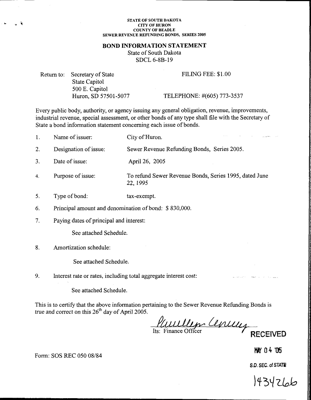 STATE OF SOUTH DAKOTA
CITY OF HURON
COUNTY OF BEADLE
SEWER REVENUE REFUNDING BONDS, SERIES 2005
BOND INFORMATION STATEMENT
State of South Dakota
SDCL 6-8B-19
Return to: Secretary of State FILING FEE: $1.00
State Capitol
500 E. Capitol
Huron, SD 57501-5077 TELEPHONE: #(605) 773-3537
Every public body, authority, or agency issuing any general obligation, revenue, improvements,
industrial revenue, special assessment, or other bonds of any type shall file with the Secretary of
State a bond information statement concerning each issue of bonds.
1. Name of issuer: City of Huron.
2. Designation of issue: Sewer Revenue Refunding Bonds, Series 2005.
3. Date of issue: April 26, 2005
4. Purpose of issue: To refund Sewer Revenue Bonds, Series 1995, dated June
22, 1995
5. Type of bond: tax-exempt.
6. Principal amount and denomination of bond: $ 830,000.
7. Paying dates of principal and interest:
See attached Schedule.
8. Amortization schedule:
See attached Schedule.
9. Interest rate or rates, including total aggregate interest cost:
See attached Schedule.
This is to certify that the above information pertaining to the Sewer Revenue Refunding Bonds is
true and correct on this 26th day of April 2005.
Its: Finance Officer
RECEIVED
MAY 04 '05
S.D. SEC. of STATE
Form: SOS REC 050 08/84
1434266